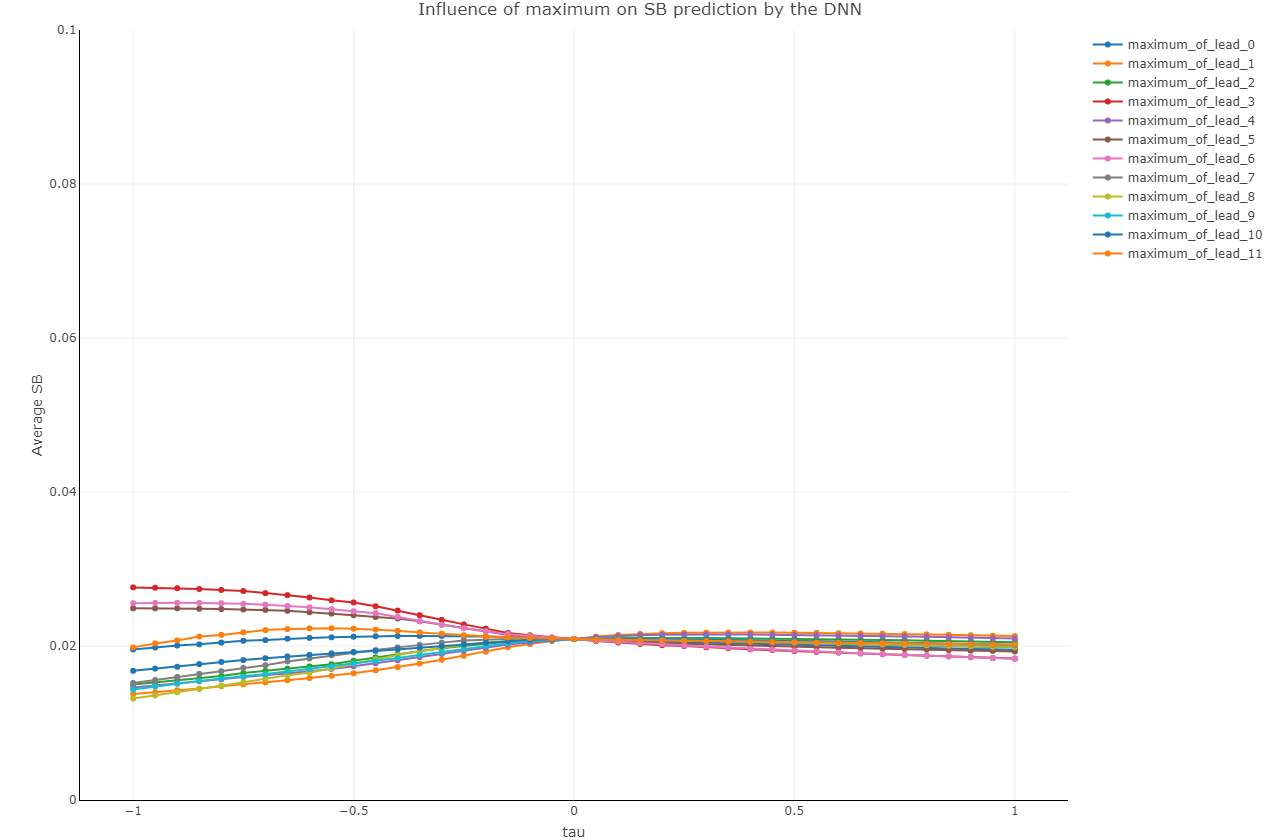 Influence of maximum on SB prediction by the DNN
0.1
0.08
0.06
0.04
0.02
0
Average SB
−1
−0.5
0
0.5
1
tau
maximum_of_lead_0
maximum_of_lead_1
maximum_of_lead_2
maximum_of_lead_3
maximum_of_lead_4
maximum_of_lead_5
maximum_of_lead_6
maximum_of_lead_7
maximum_of_lead_8
maximum_of_lead_9
maximum_of_lead_10
maximum_of_lead_11